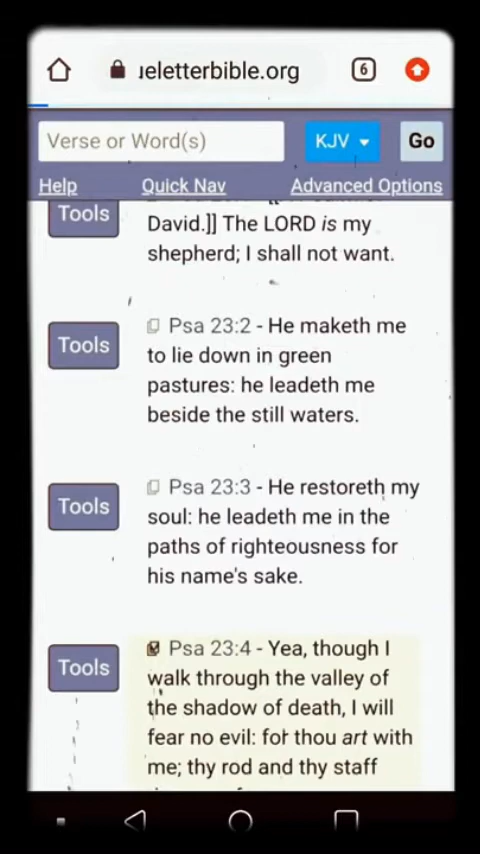 ueletterbible.org
6
Verse or Word(s)
KJV
Go
Help
Quick Nav
Advanced Options
Tools
David.]] The LORD is my
shepherd; I shall not want.
Tools
Psa 23:2 - He maketh me
to lie down in green
pastures: he leadeth me
beside the still waters.
Tools
Psa 23:3 - He restoreth my
soul: he leadeth me in the
paths of righteousness for
his name's sake.
Tools
Psa 23:4 - Yea, though I
walk through the valley of
the shadow of death, I will
fear no evil: for thou art with
me; thy rod and thy staff